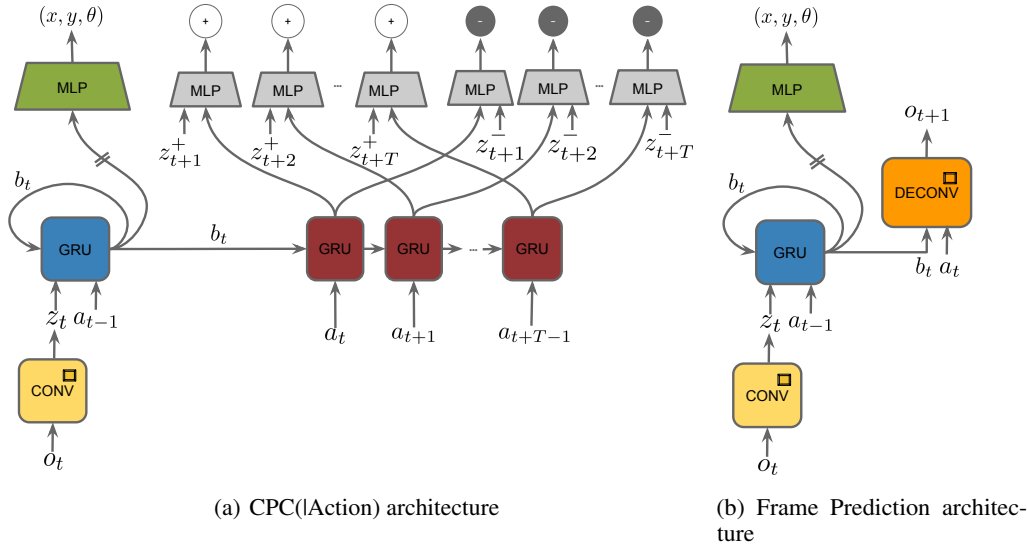 (x, y, θ)
+ + + - - - (x, y, θ)
MLP MLP MLP ... MLP MLP MLP ... MLP MLP
z⁺ₜ₊₁ z⁺ₜ₊₂ z⁺ₜ₊T z⁻ₜ₊₁ z⁻ₜ₊₂ z⁻ₜ₊T oₜ₊₁
bₜ bₜ DECONV
GRU bₜ GRU GRU ... GRU GRU bₜ aₜ
zₜ aₜ₋₁ aₜ aₜ₊₁ aₜ₊T₋₁ zₜ aₜ₋₁
CONV CONV
oₜ oₜ
(a) CPC(|Action) architecture
(b) Frame Prediction architec-
ture